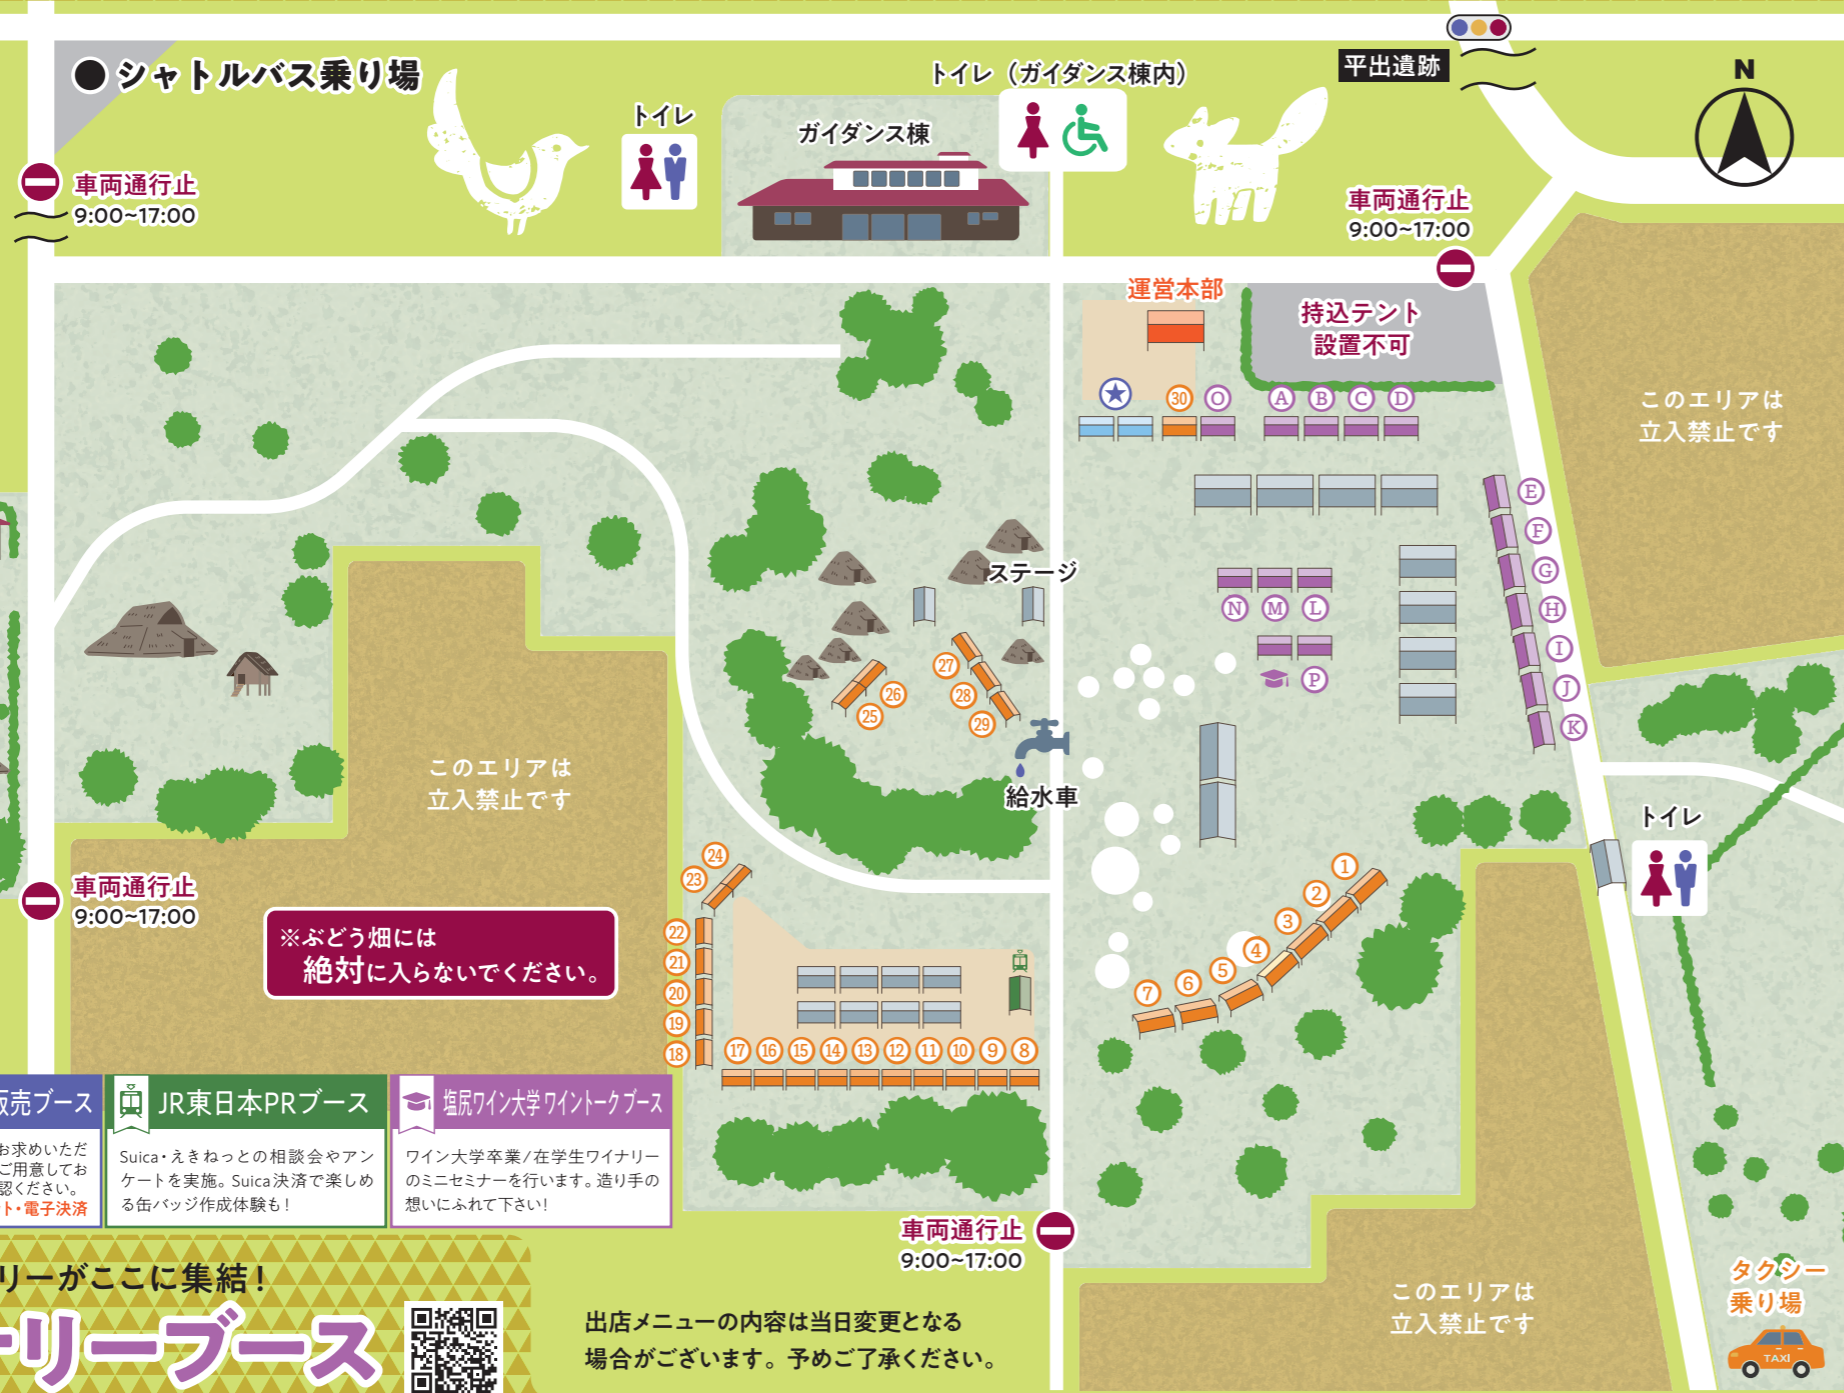 シャトルバス乗り場
トイレ
ガイダンス棟
トイレ（ガイダンス棟内）
平出遺跡
N
車両通行止
9:00~17:00
車両通行止
9:00~17:00
運営本部
持込テント
設置不可
30
O
A
B
C
D
このエリアは
立入禁止です
E
F
G
H
I
J
K
ステージ
N
M
L
P
27
28
29
26
25
給水車
このエリアは
立入禁止です
トイレ
車両通行止
9:00~17:00
※ぶどう畑には
絶対に入らないでください。
24
23
22
21
20
19
18
17
16
15
14
13
12
11
10
9
8
1
2
3
4
5
6
7
販売ブース
お求めいただ
ご用意してお
認ください。
ト・電子決済
JR東日本PRブース
Suica・えきねっとの相談会やアン
ケートを実施。Suica決済で楽しめ
る缶バッジ作成体験も！
塩尻ワイン大学 ワイントークブース
ワイン大学卒業/在学生ワイナリー
のミニセミナーを行います。造り手の
想いにふれて下さい！
車両通行止
9:00~17:00
リーがここに集結！
ナリーブース
出店メニューの内容は当日変更となる
場合がございます。予めご了承ください。
このエリアは
立入禁止です
タクシー
乗り場
TAXI